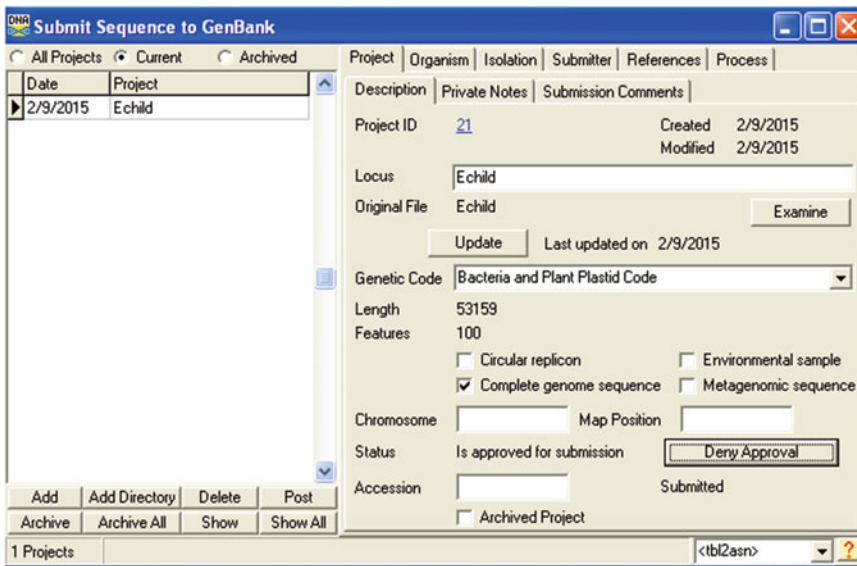 DNA Submit Sequence to GenBank
All Projects Current Archived
Date Project
2/9/2015 Echild
Add Add Directory Delete Post
Archive Archive All Show Show All
1 Projects
Project Organism Isolation Submitter References Process
Description Private Notes Submission Comments
Project ID 21 Created 2/9/2015
Modified 2/9/2015
Locus Echild
Original File Echild Examine
Update Last updated on 2/9/2015
Genetic Code Bacteria and Plant Plastid Code
Length 53159
Features 100
Circular replicon Environmental sample
Complete genome sequence Metagenomic sequence
Chromosome Map Position
Status Is approved for submission Deny Approval
Accession Submitted
Archived Project
<tbl2asn> ?